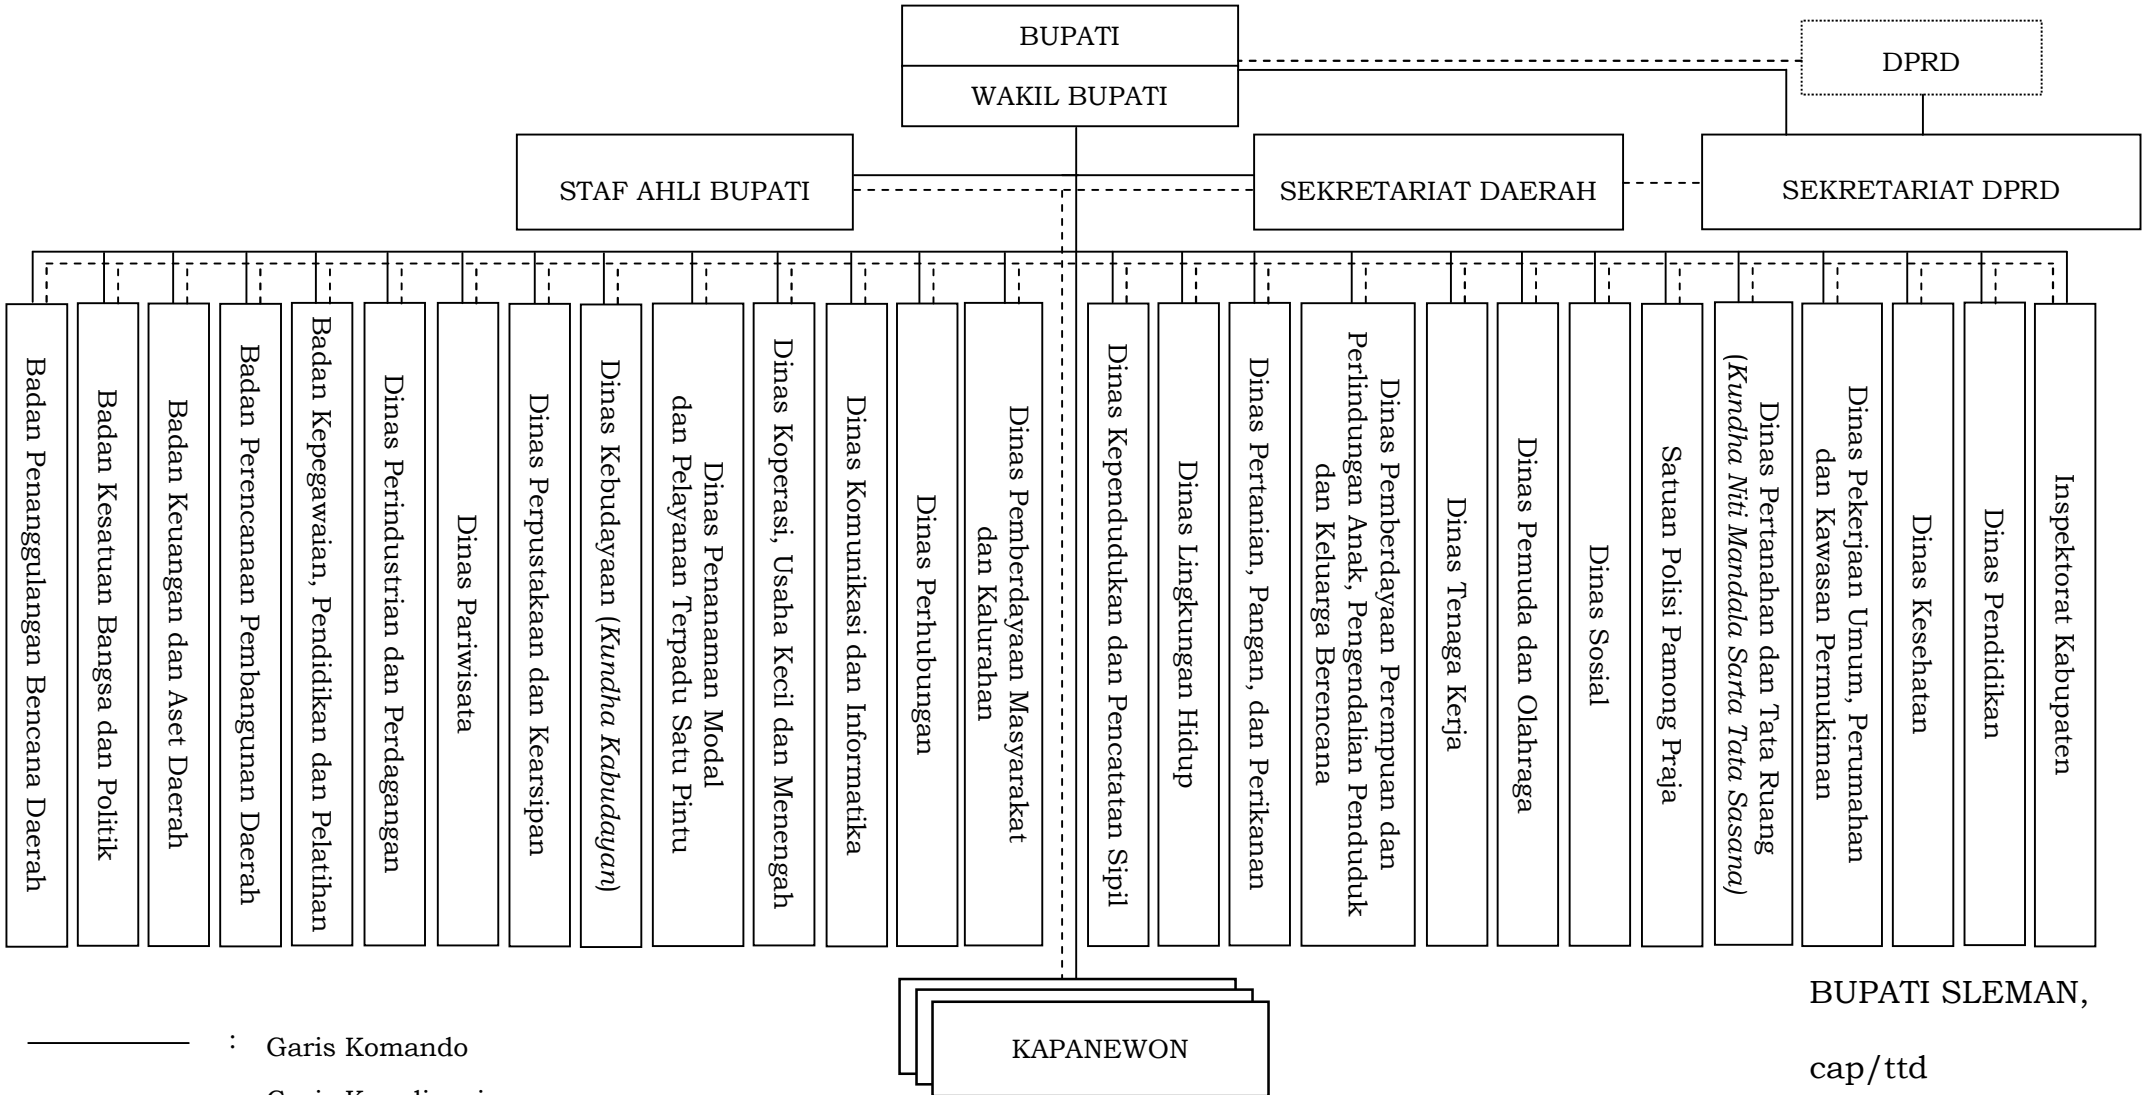 BUPATI
WAKIL BUPATI
DPRD
STAF AHLI BUPATI
SEKRETARIAT DAERAH
SEKRETARIAT DPRD
Badan Penanggulangan Bencana Daerah
Badan Kesatuan Bangsa dan Politik
Badan Keuangan dan Aset Daerah
Badan Perencanaan Pembangunan Daerah
Badan Kepegawaian, Pendidikan dan Pelatihan
Dinas Perindustrian dan Perdagangan
Dinas Pariwisata
Dinas Perpustakaan dan Kearsipan
Dinas Kebudayaan (Kundha Kabudayan)
Dinas Penanaman Modal
dan Pelayanan Terpadu Satu Pintu
Dinas Koperasi, Usaha Kecil dan Menengah
Dinas Komunikasi dan Informatika
Dinas Perhubungan
Dinas Pemberdayaan Masyarakat
dan Kalurahan
Dinas Kependudukan dan Pencatatan Sipil
Dinas Lingkungan Hidup
Dinas Pertanian, Pangan, dan Perikanan
Dinas Pemberdayaan Perempuan dan
Perlindungan Anak, Pengendalian Penduduk
dan Keluarga Berencana
Dinas Tenaga Kerja
Dinas Pemuda dan Olahraga
Dinas Sosial
Satuan Polisi Pamong Praja
Dinas Pertanahan dan Tata Ruang
(Kundha Niti Mandala Sarta Tata Sasana)
Dinas Pekerjaan Umum, Perumahan
dan Kawasan Permukiman
Dinas Kesehatan
Dinas Pendidikan
Inspektorat Kabupaten
KAPANEWON
: Garis Komando
BUPATI SLEMAN,
cap/ttd